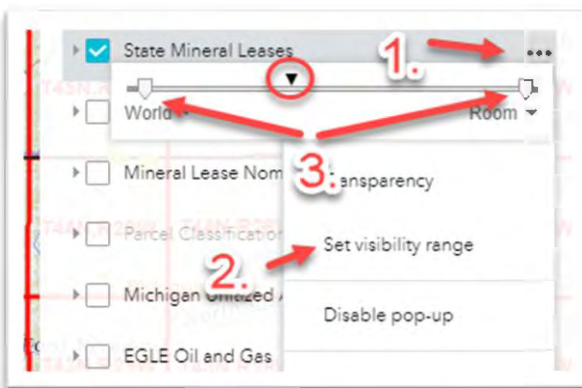 State Mineral Leases
1.
...
World
Room
3.
Mineral Lease Nom
ansparency
Parcel Classification
2.
Set visibility range
Michigan Unitized A
Disable pop-up
EGLE Oil and Gas